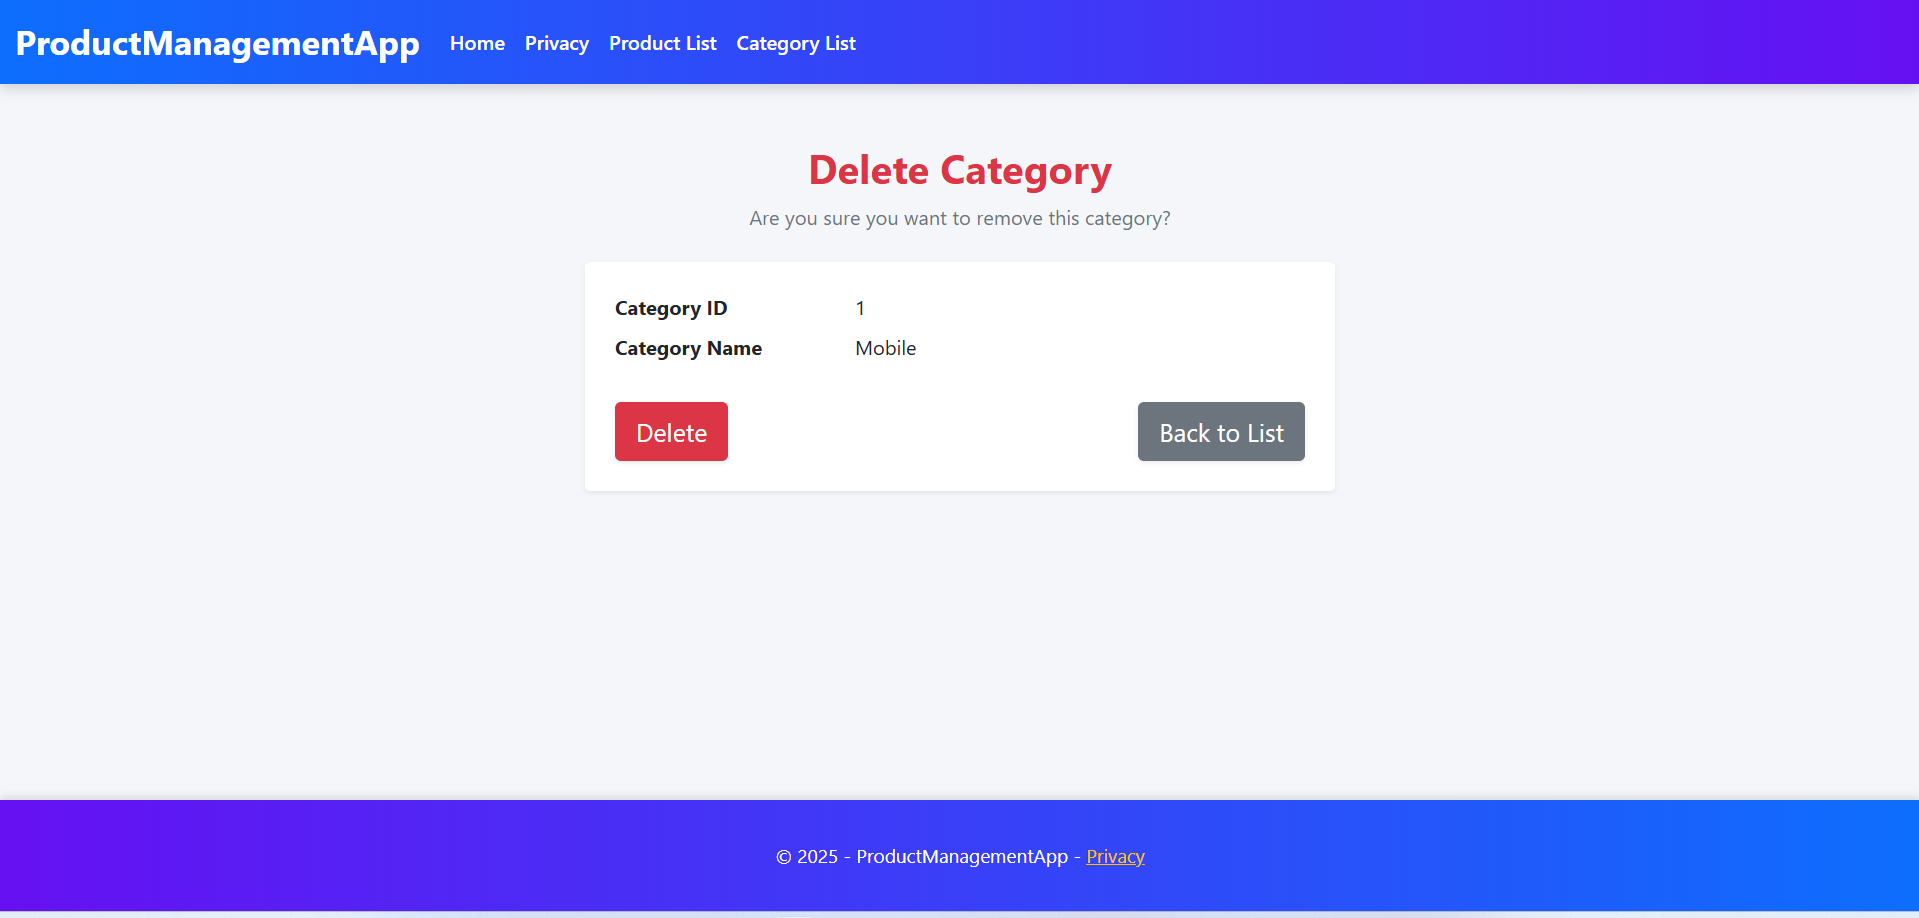 ProductManagementApp Home Privacy Product List Category List
Delete Category
Are you sure you want to remove this category?
Category ID 1
Category Name Mobile
Delete Back to List
© 2025 - ProductManagementApp - Privacy